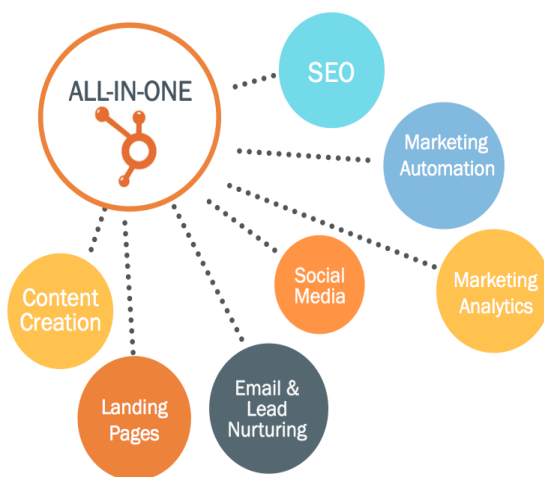 ALL-IN-ONE
SEO
Marketing
Automation
Marketing
Analytics
Social
Media
Email &
Lead
Nurturing
Landing
Pages
Content
Creation